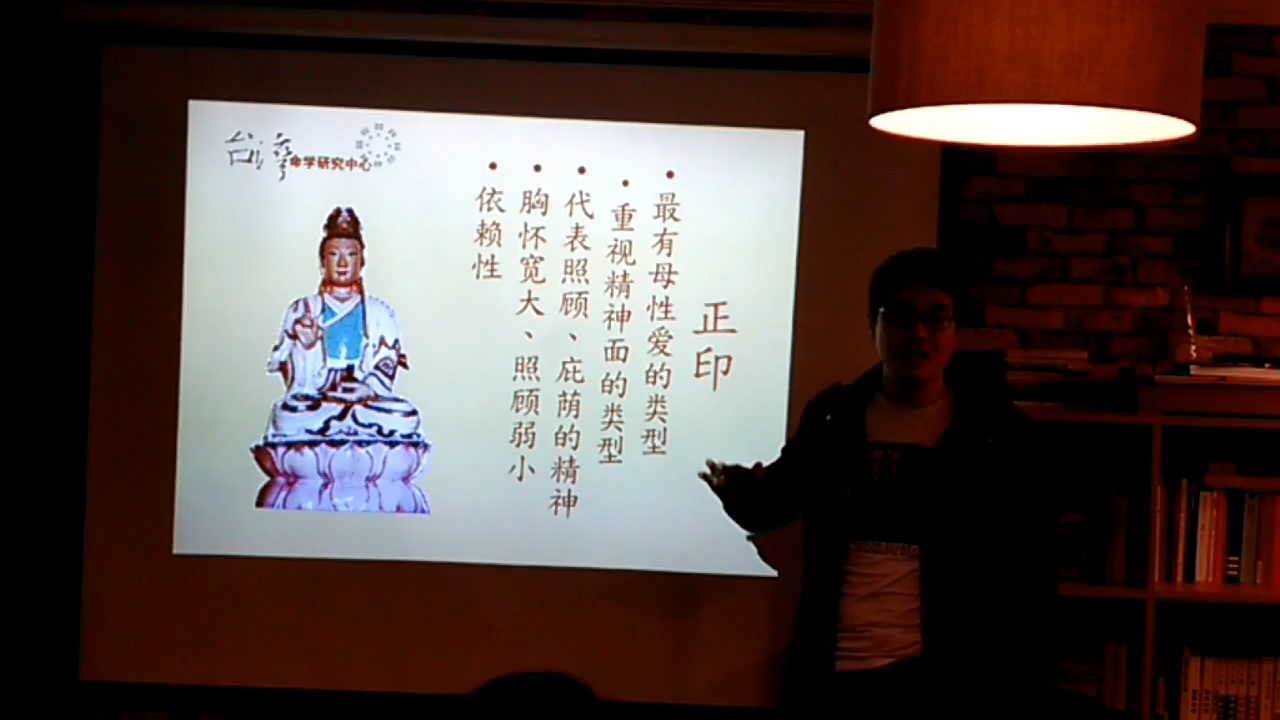 台湾命学研究中心
正印
• 最有母性爱的类型
• 重视精神面的类型
• 代表照顾、庇荫的精神
• 胸怀宽大、照顾弱小
• 依赖性